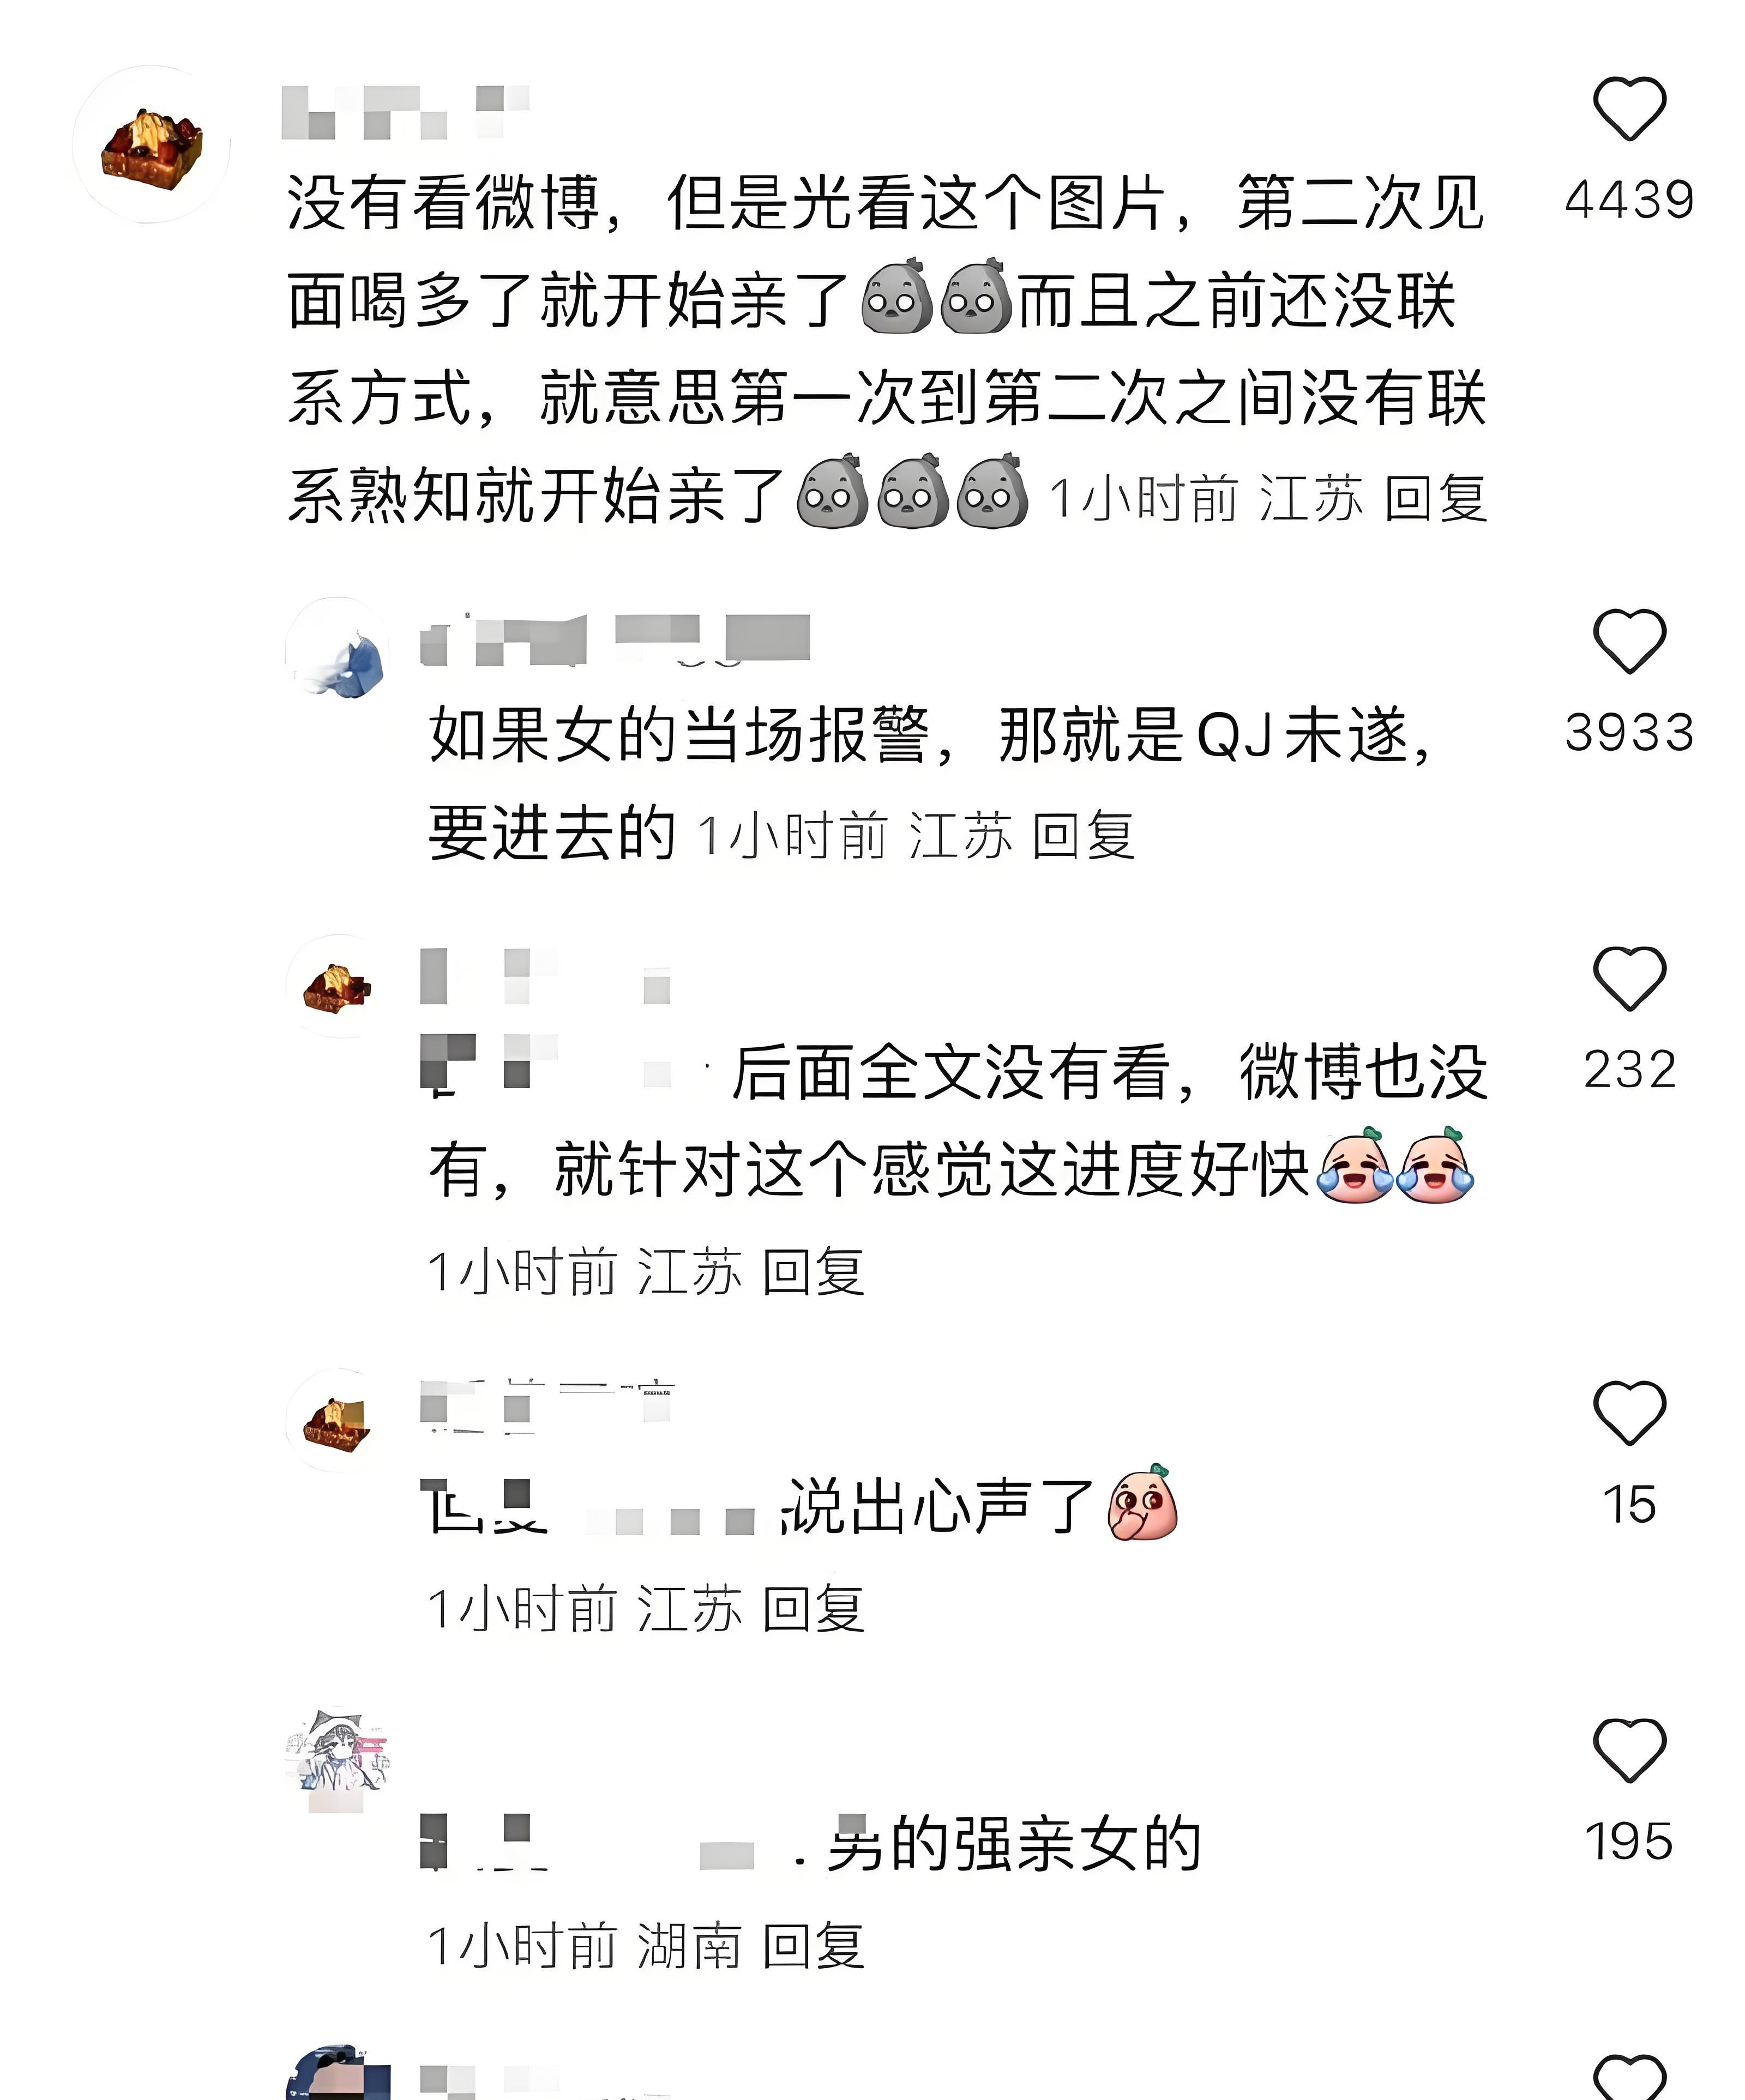 没有看微博，但是光看这个图片，第二次见
4439
面喝多了就开始亲了而且之前还没联
系方式，就意思第一次到第二次之间没有联
系熟知就开始亲了 1小时前 江苏 回复
如果女的当场报警，那就是QJ未遂，
3933
要进去的 1小时前 江苏 回复
后面全文没有看，微博也没
232
有，就针对这个感觉这进度好快
1小时前 江苏 回复
说出心声了
15
1小时前 江苏 回复
男的强亲女的
195
1小时前 湖南 回复